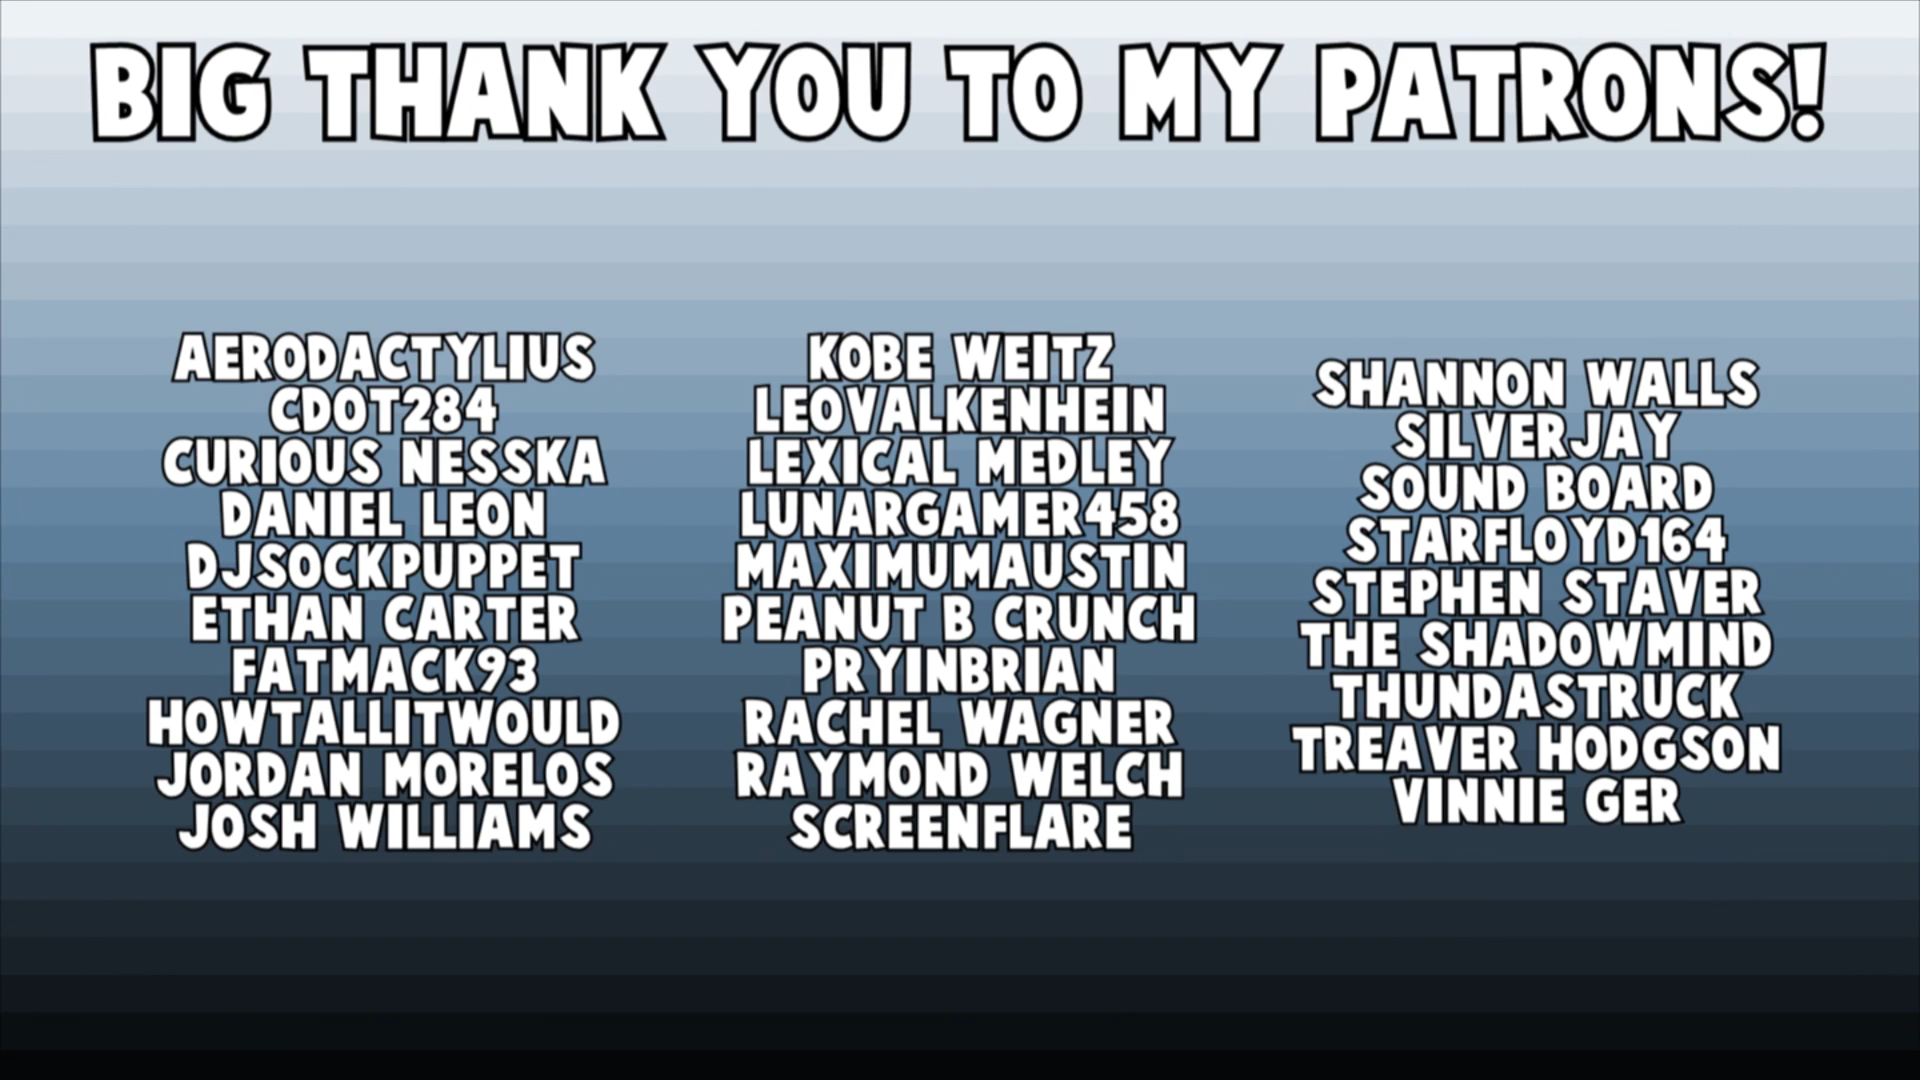 BIG THANK YOU TO MY PATRONS!
AERODACTYLIUS
CDOT284
CURIOUS NESSKA
DANIEL LEON
DJSOCKPUPPET
ETHAN CARTER
FATMACK93
HOWTALLITWOULD
JORDAN MORELOS
JOSH WILLIAMS
KOBE WEITZ
LEOVALKENHEIN
LEXICAL MEDLEY
LUNARGAMER458
MAXIMUMAUSTIN
PEANUT B CRUNCH
PRYINBRIAN
RACHEL WAGNER
RAYMOND WELCH
SCREENFLARE
SHANNON WALLS
SILVERJAY
SOUND BOARD
STARFLOYD164
STEPHEN STAVER
THE SHADOWMIND
THUNDASTRUCK
TREAVER HODGSON
VINNIE GER